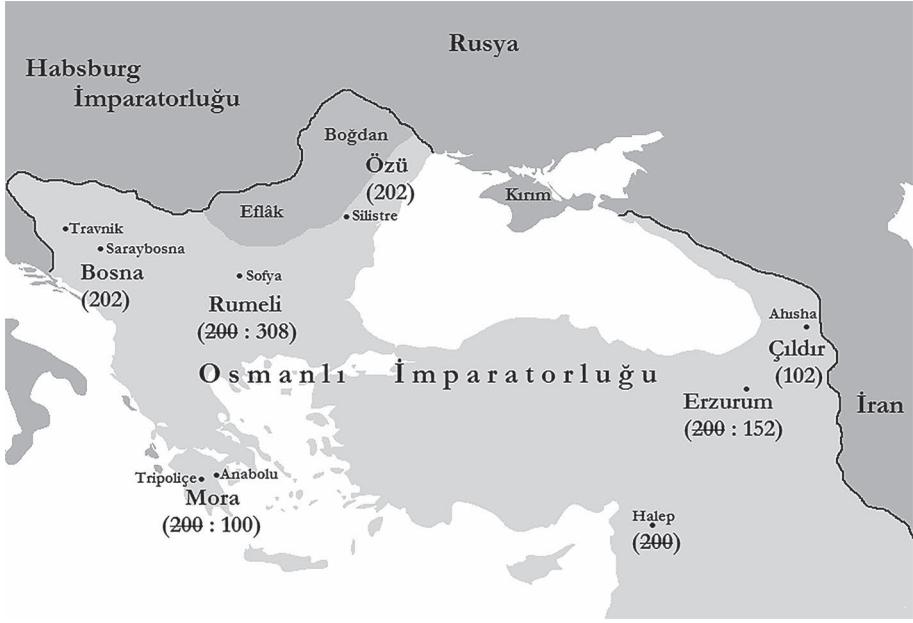 Rusya
Habsburg
İmparatorluğu
Boğdan
Özü
(202)
Kırım
Eflâk
Silistre
Travnik
Saraybosna
Bosna
(202)
Sofya
Rumeli
(200 : 308)
Ahısha
Çıldır
(102)
Osmanlı İmparatorluğu
Erzurum
(200 : 152)
İran
Tripoliçe
Anabolu
Mora
(200 : 100)
Halep
(200)